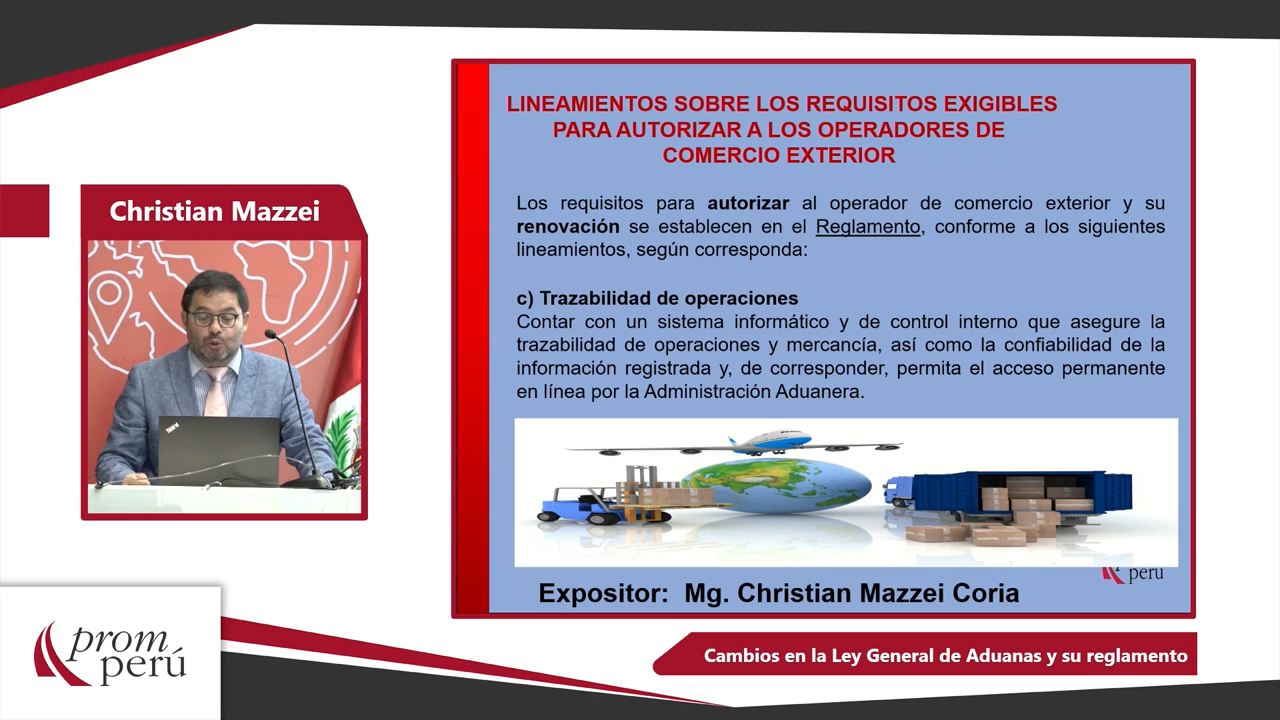 Christian Mazzei
LINEAMIENTOS SOBRE LOS REQUISITOS EXIGIBLES
PARA AUTORIZAR A LOS OPERADORES DE
COMERCIO EXTERIOR
Los requisitos para autorizar al operador de comercio exterior y su
renovación se establecen en el Reglamento, conforme a los siguientes
lineamientos, según corresponda:
c) Trazabilidad de operaciones
Contar con un sistema informático y de control interno que asegure la
trazabilidad de operaciones y mercancía, así como la confiabilidad de la
información registrada y, de corresponder, permita el acceso permanente
en línea por la Administración Aduanera.
perú
Expositor: Mg. Christian Mazzei Coria
prom
perú
Cambios en la Ley General de Aduanas y su reglamento